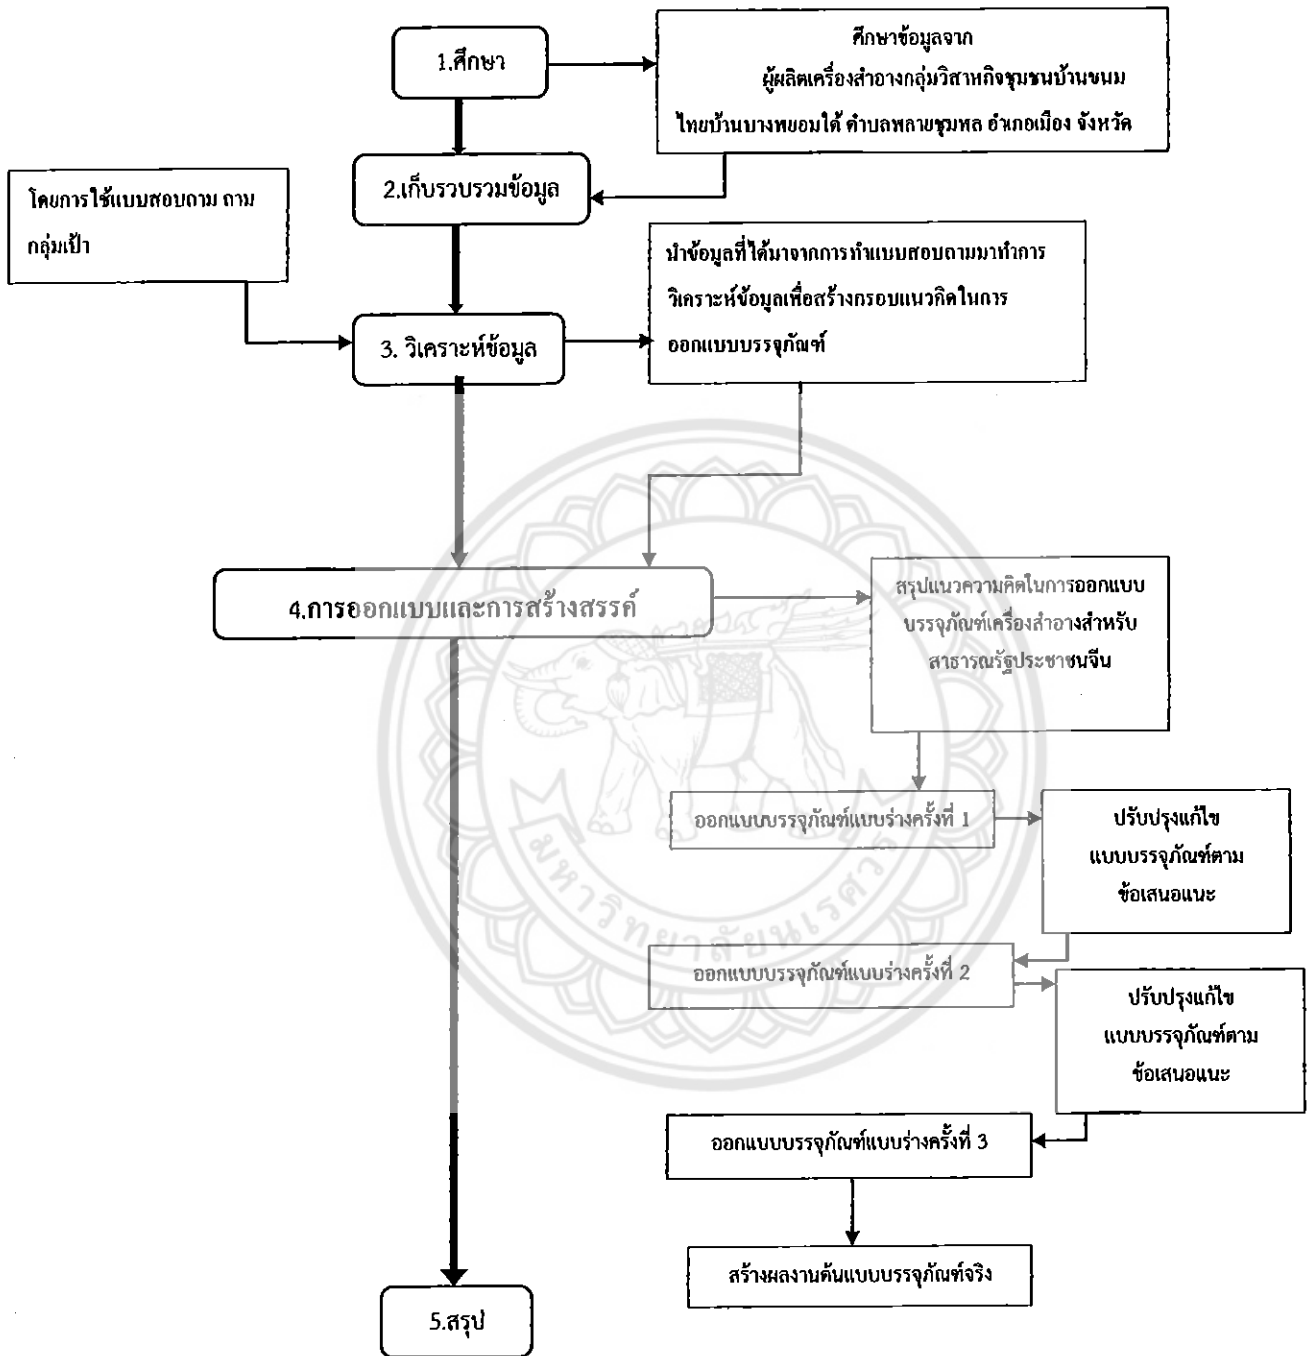 1.ศึกษา
ศึกษาข้อมูลจาก
ผู้ผลิตเครื่องสำอางกลุ่มวิสาหกิจชุมชนบ้านขนม
ไทยบ้านบางพยอมใต้ ตำบลพลายชุมพล อำเภอเมือง จังหวัด
2.เก็บรวบรวมข้อมูล
โดยการใช้แบบสอบถาม ถาม
กลุ่มเป้า
นำข้อมูลที่ได้มาจากการทำแบบสอบถามมาทำการ
วิเคราะห์ข้อมูลเพื่อสร้างกรอบแนวคิดในการ
ออกแบบบรรจุภัณฑ์
3. วิเคราะห์ข้อมูล
4.การออกแบบและการสร้างสรรค์
สรุปแนวความคิดในการออกแบบ
บรรจุภัณฑ์เครื่องสำอางสำหรับ
สาธารณรัฐประชาชนจีน
ออกแบบบรรจุภัณฑ์แบบร่างครั้งที่ 1
ปรับปรุงแก้ไข
แบบบรรจุภัณฑ์ตาม
ข้อเสนอแนะ
มหาวิทยาลัยนเรศวร
ออกแบบบรรจุภัณฑ์แบบร่างครั้งที่ 2
ปรับปรุงแก้ไข
แบบบรรจุภัณฑ์ตาม
ข้อเสนอแนะ
ออกแบบบรรจุภัณฑ์แบบร่างครั้งที่ 3
สร้างผลงานต้นแบบบรรจุภัณฑ์จริง
5.สรุป